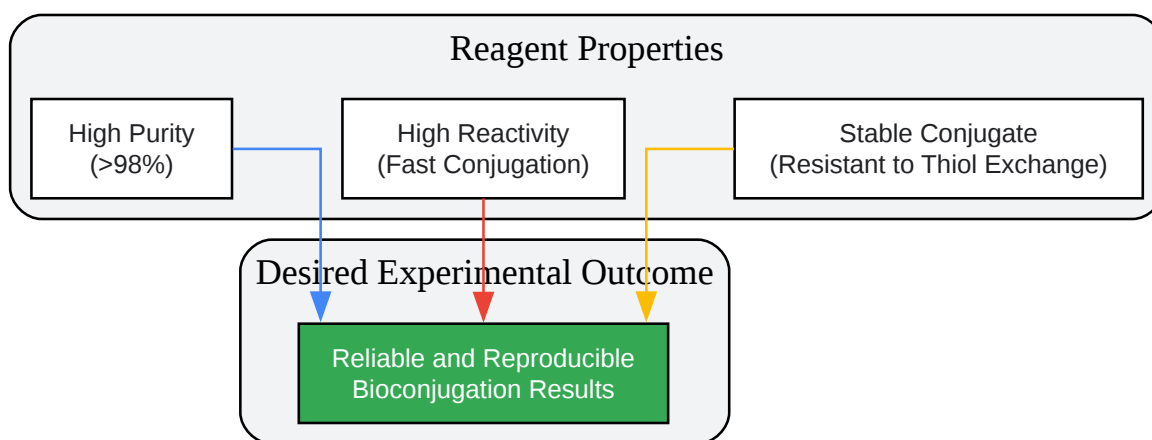 Reagent Properties
High Purity
(>98%)
High Reactivity
(Fast Conjugation)
Stable Conjugate
(Resistant to Thiol Exchange)
Desired Experimental Outcome
Reliable and Reproducible
Bioconjugation Results